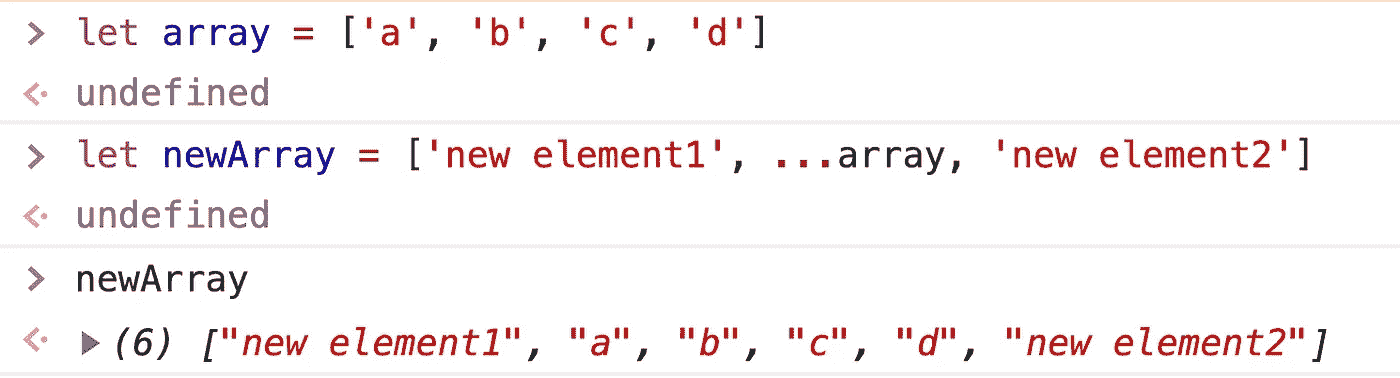 > let array = ['a', 'b', 'c', 'd']
< undefined
> let newArray = ['new element1', ...array, 'new element2']
< undefined
> newArray
< ▶ (6) ["new element1", "a", "b", "c", "d", "new element2"]